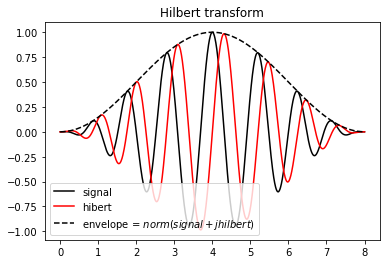 Hilbert transform
1.00
0.75
0.50
0.25
0.00
−0.25
−0.50
−0.75
−1.00
signal
hibert
envelope = norm(signal + jhilbert)
0 1 2 3 4 5 6 7 8